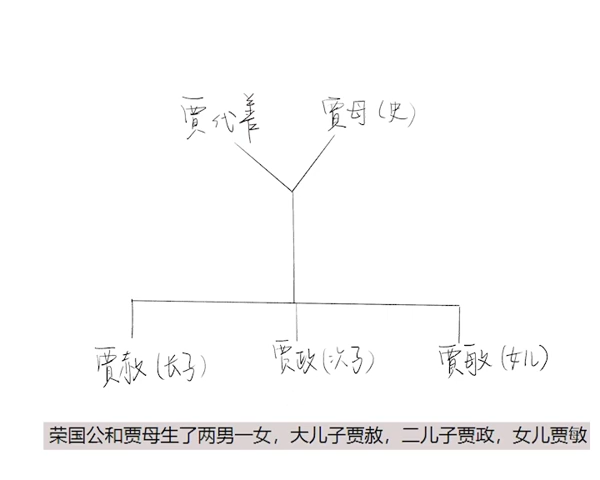 贾代善 贾母(史)
贾赦(长子) 贾政(次子) 贾敏(女儿)
荣国公和贾母生了两男一女，大儿子贾赦，二儿子贾政，女儿贾敏